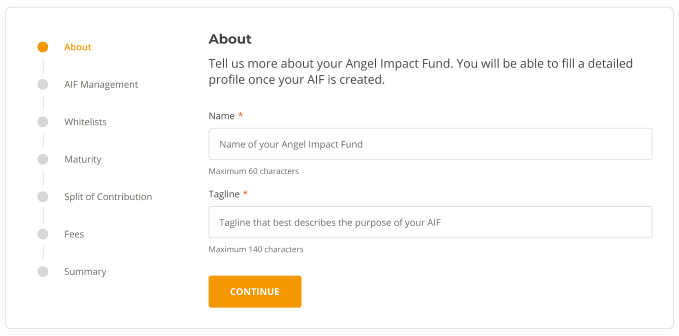 About
AIF Management
Whitelists
Maturity
Split of Contribution
Fees
Summary
About
Tell us more about your Angel Impact Fund. You will be able to fill a detailed
profile once your AIF is created.
Name *
Name of your Angel Impact Fund
Maximum 60 characters
Tagline *
Tagline that best describes the purpose of your AIF
Maximum 140 characters
CONTINUE